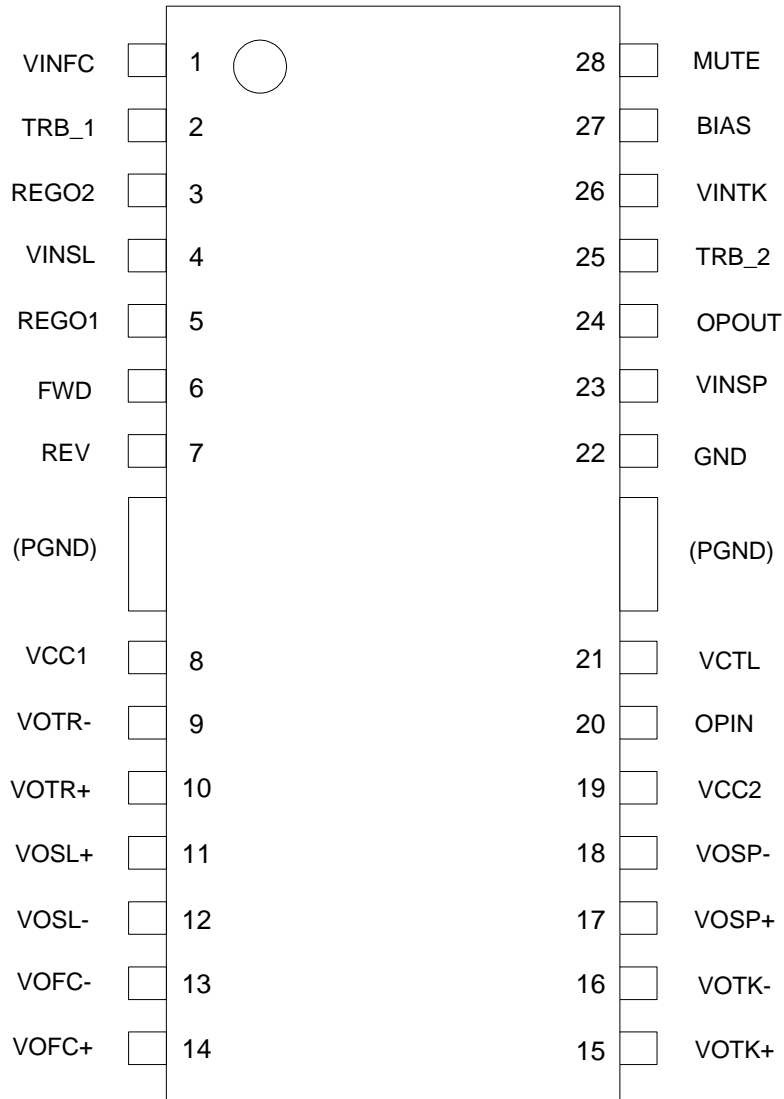 VINFC 1 28 MUTE
TRB_1 2 27 BIAS
REGO2 3 26 VINTK
VINSL 4 25 TRB_2
REGO1 5 24 OPOUT
FWD 6 23 VINSP
REV 7 22 GND
(PGND) (PGND)
VCC1 8 21 VCTL
VOTR- 9 20 OPIN
VOTR+ 10 19 VCC2
VOSL+ 11 18 VOSP-
VOSL- 12 17 VOSP+
VOFC- 13 16 VOTK-
VOFC+ 14 15 VOTK+